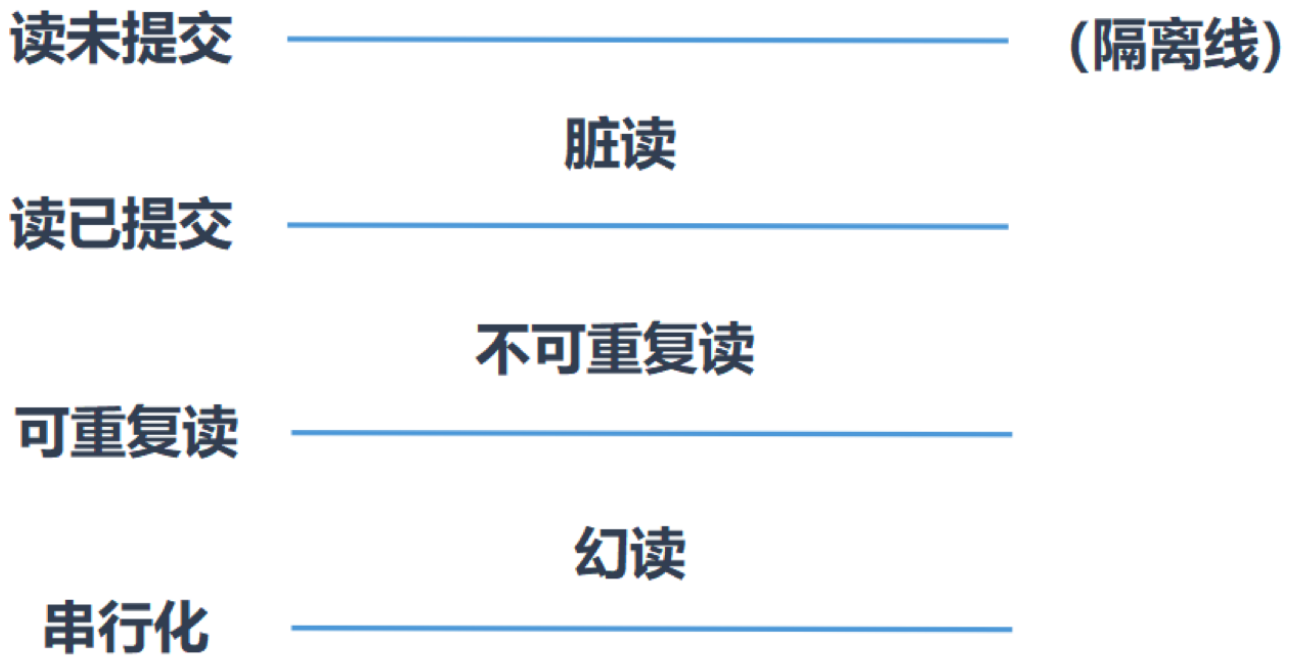 读未提交 (隔离线)
脏读
读已提交
不可重复读
可重复读
幻读
串行化